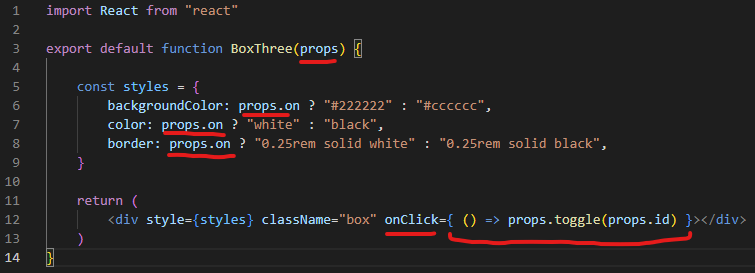 1 import React from "react"
2
3 export default function BoxThree(props) {
4
5     const styles = {
6         backgroundColor: props.on ? "#222222" : "#cccccc",
7         color: props.on ? "white" : "black",
8         border: props.on ? "0.25rem solid white" : "0.25rem solid black",
9     }
10
11     return (
12         <div style={styles} className="box" onClick={ () => props.toggle(props.id) }></div>
13     )
14 }